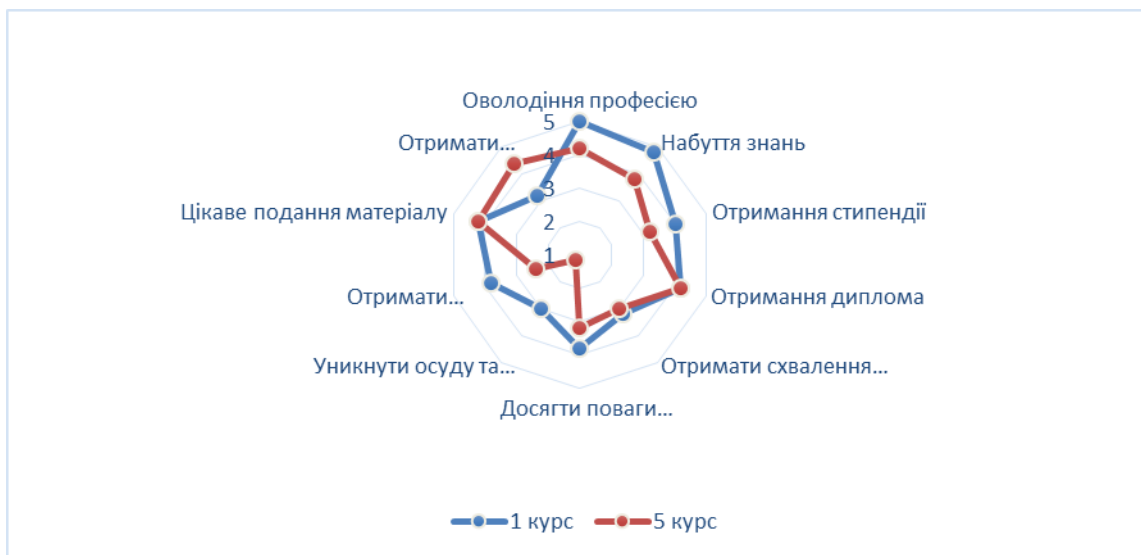 Оволодіння професією
5
Отримати...
4
Набуття знань
3
Цікаве подання матеріалу
Отримання стипендії
2
1
Отримати...
Отримання диплома
Уникнути осуду та...
Отримати схвалення...
Досягти поваги...
1 курс
5 курс